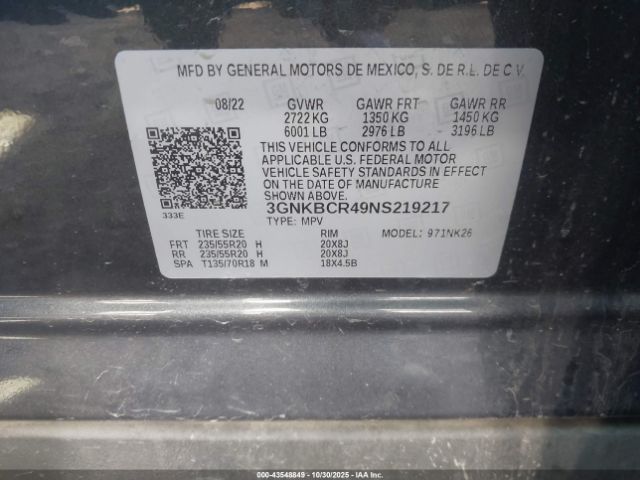 MFD BY GENERAL MOTORS DE MEXICO, S. DE R.L. DE C.V.
08/22 GVWR GAWR FRT GAWR RR
2722 KG 1350 KG 1450 KG
6001 LB 2976 LB 3196 LB
THIS VEHICLE CONFORMS TO ALL
APPLICABLE U.S. FEDERAL MOTOR
VEHICLE SAFETY STANDARDS IN EFFECT
ON THE DATE OF MANUFACTURE
SHOWN ABOVE.
333E 3GNKBCR49NS219217
TYPE: MPV MODEL: 971NK26
TIRE SIZE RIM
FRT 235/55R20 H 20X8J
RR 235/55R20 H 20X8J
SPA T135/70R18 M 18X4.5B
000-43548849 - 10/30/2025 - IAAI.COM